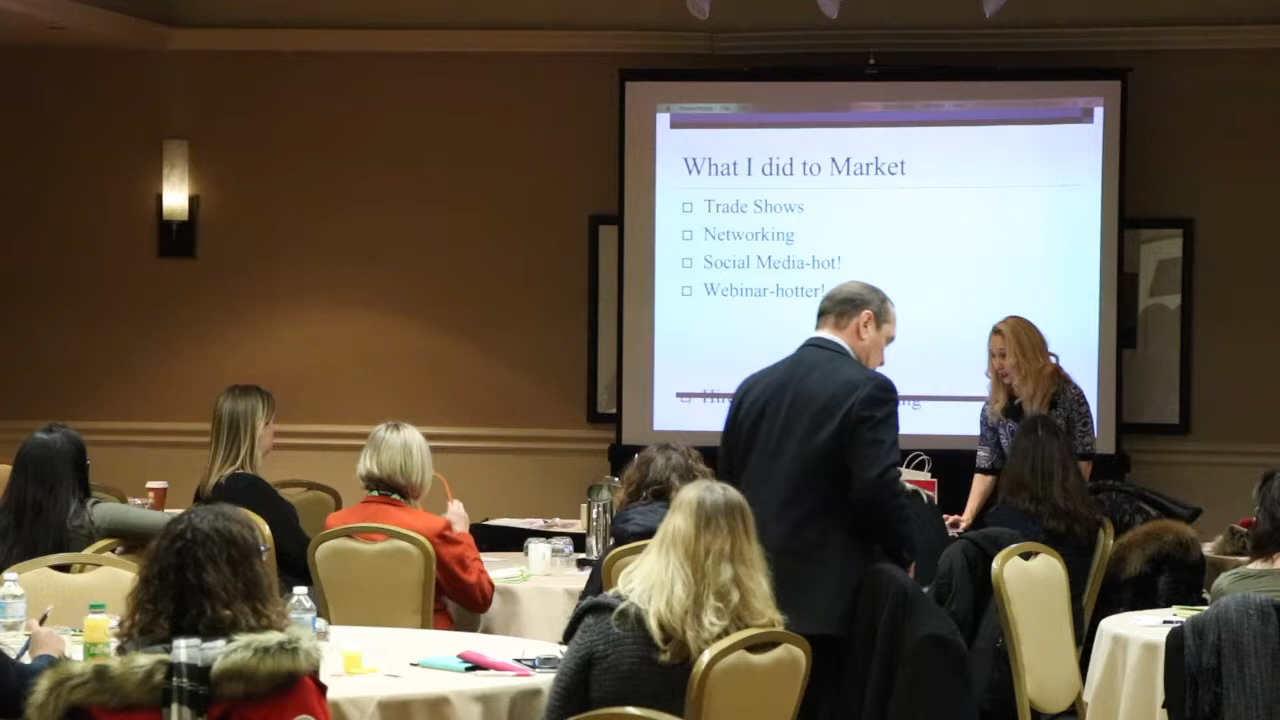 What I did to Market
Trade Shows
Networking
Social Media-hot!
Webinar-hotter!